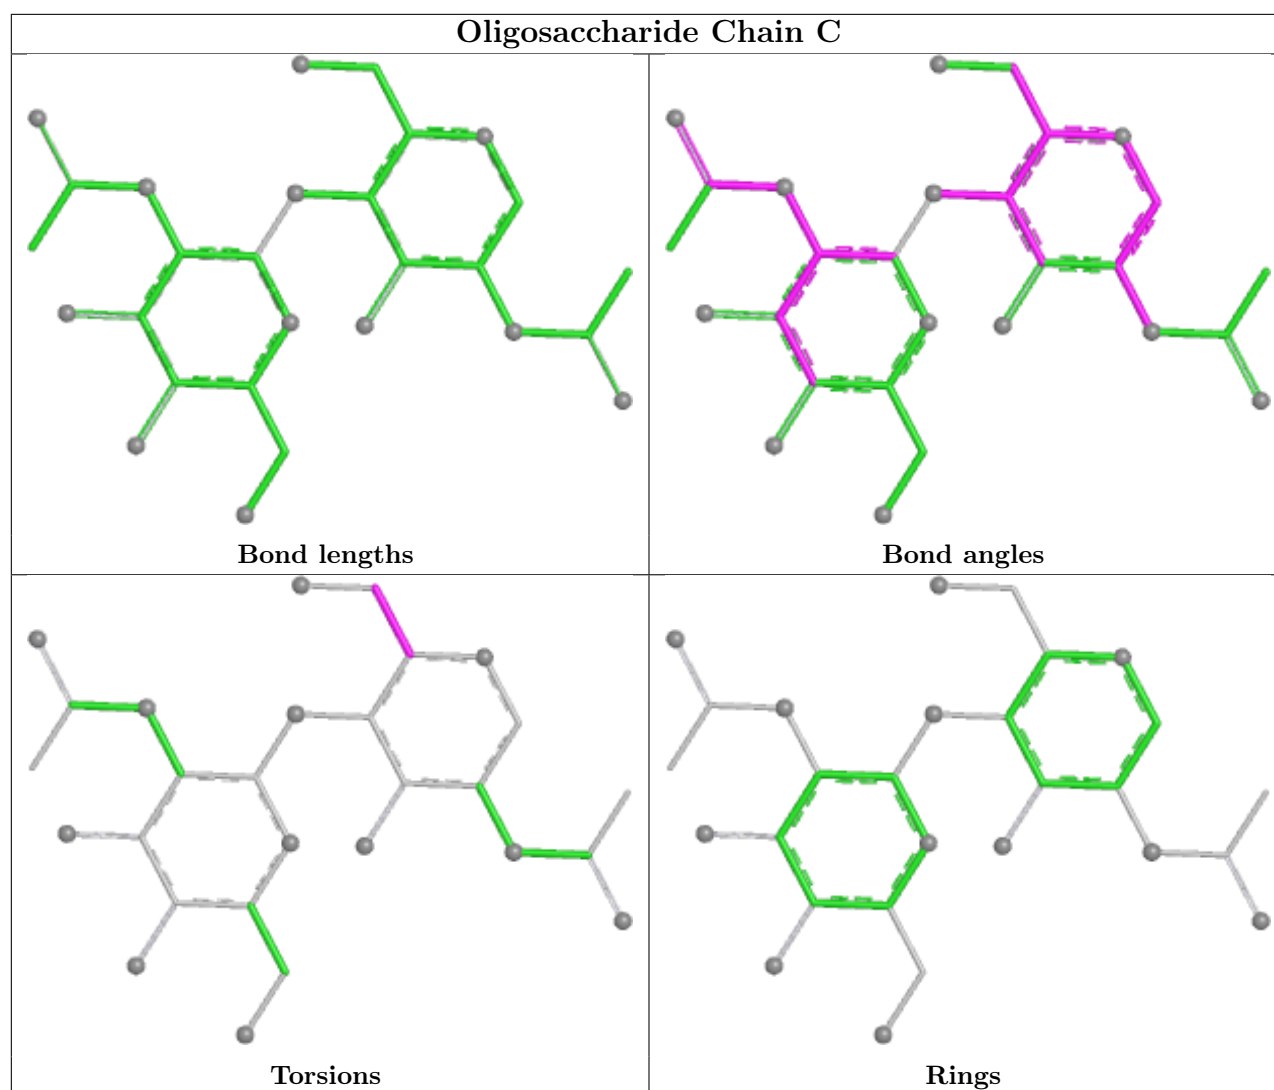 Oligosaccharide Chain C
Bond lengths
Bond angles
Torsions
Rings